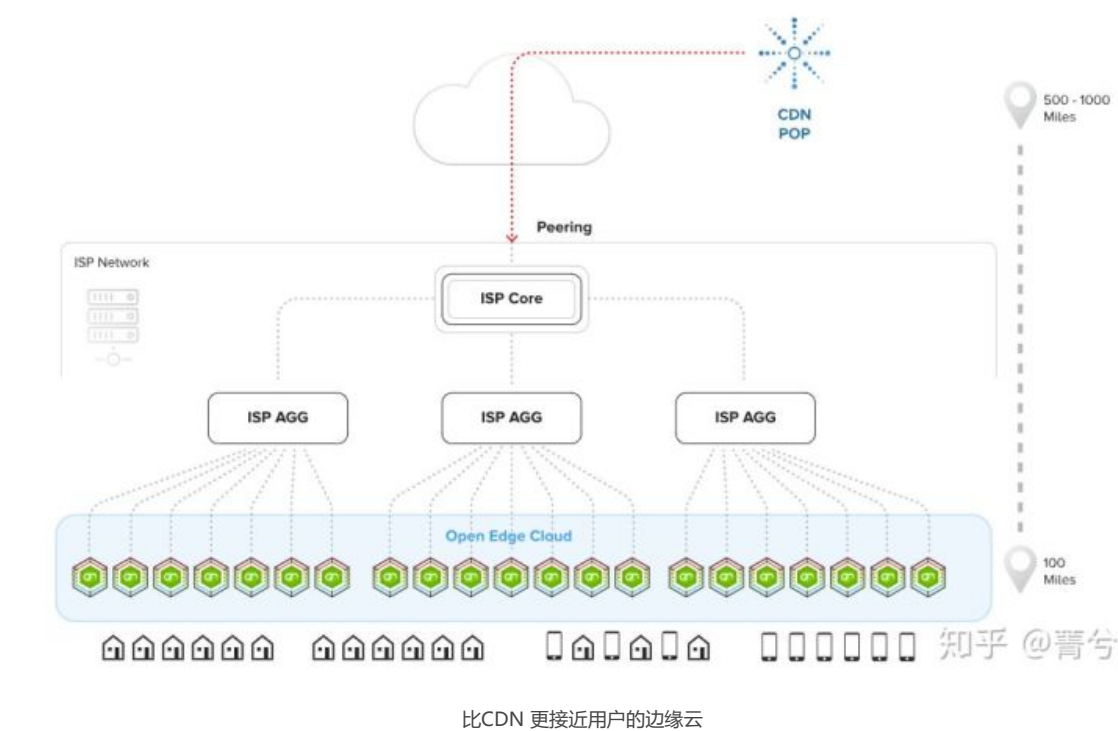 CDN
POP
500 - 1000
Miles
Peering
ISP Network
ISP Core
ISP AGG
ISP AGG
ISP AGG
Open Edge Cloud
100
Miles
知乎 @菁兮
比CDN 更接近用户的边缘云